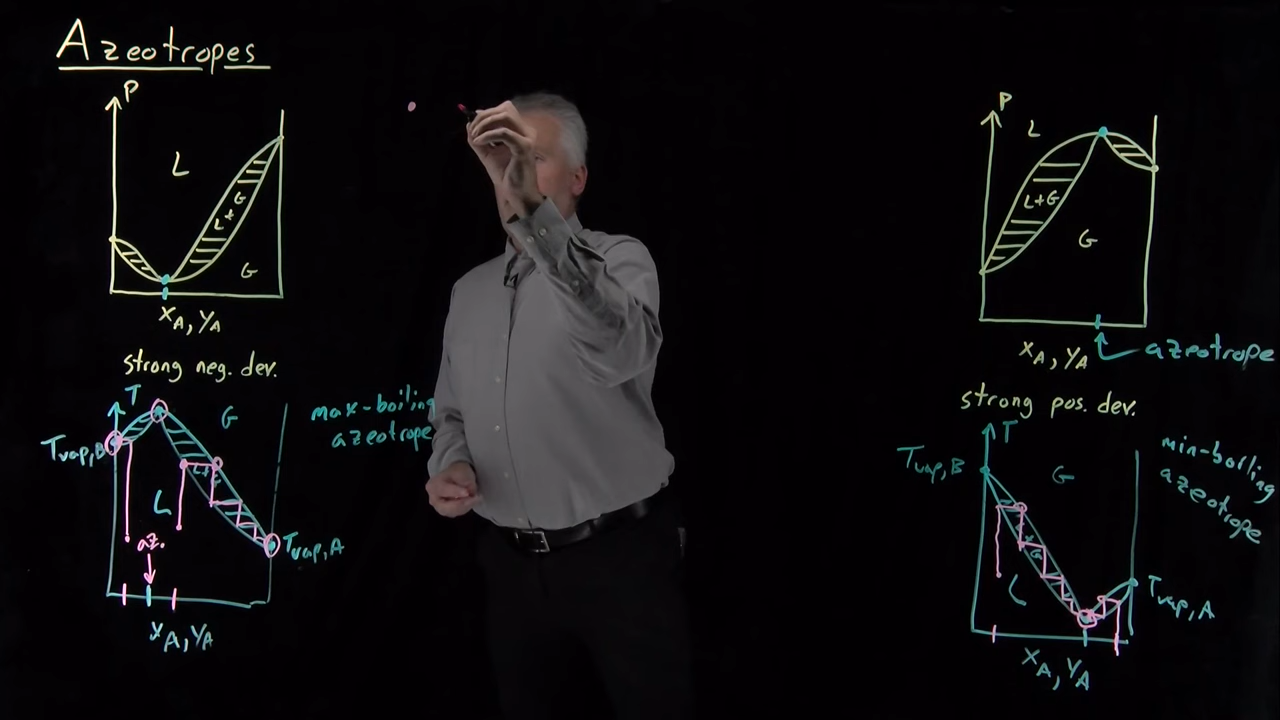 Azeotropes
P
L
L+G
G
xA, yA
strong neg. dev.
T
G
max-boiling
azeotrope
Tvap,B
L+G
L
az.
Tvap,A
xA, yA
P
L
L+G
G
xA, yA
azeotrope
strong pos. dev.
T
Tvap,B
G
min-boiling
azeotrope
L
Tvap,A
xA, yA